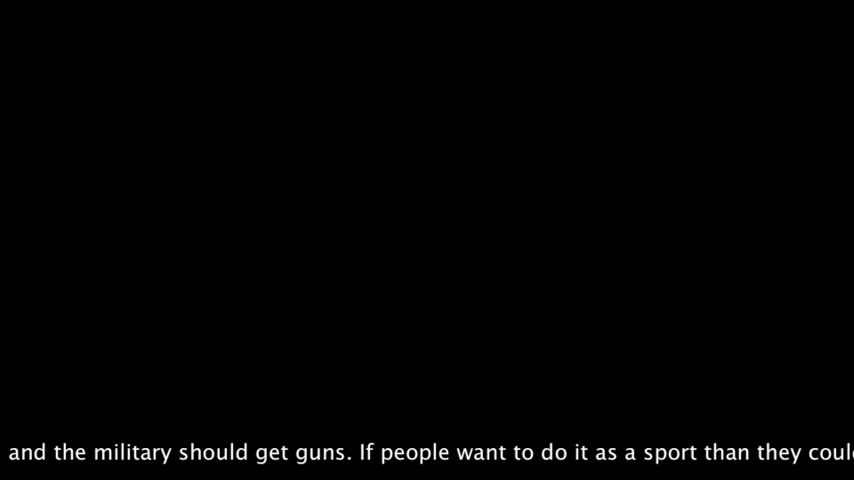 and the military should get guns. If people want to do it as a sport than they